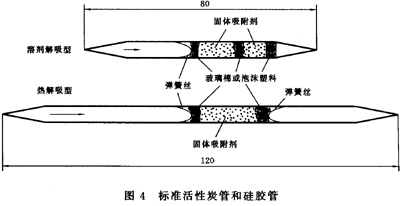 80
固体吸附剂
溶剂解吸型
弹簧丝
玻璃棉或泡沫塑料
弹簧丝
热解吸型
固体吸附剂
120
图 4 标准活性炭管和硅胶管